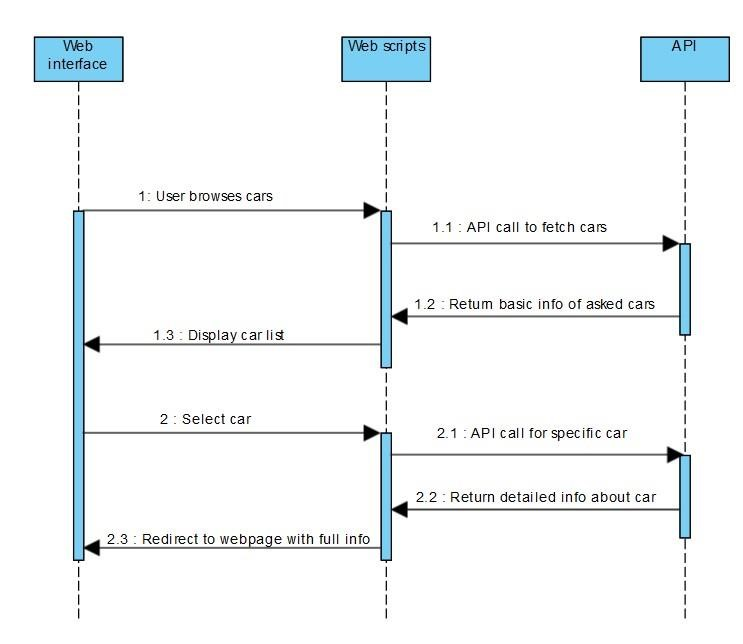 Web
interface
Web scripts
API
1: User browses cars
1.1 : API call to fetch cars
1.2 : Return basic info of asked cars
1.3 : Display car list
2 : Select car
2.1 : API call for specific car
2.2 : Return detailed info about car
2.3 : Redirect to webpage with full info